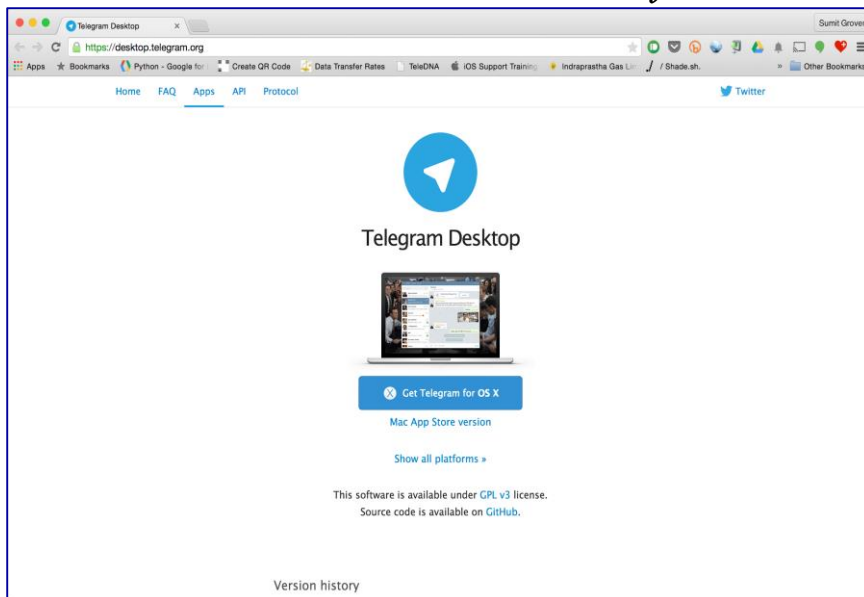 Telegram Desktop
Sumit Grover
https://desktop.telegram.org
Apps Bookmarks Python - Google for Create QR Code Data Transfer Rates TeleDNA iOS Support Training Indraprastha Gas Lim / Shade.sh. » Other Bookmarks
Home FAQ Apps API Protocol Twitter
Telegram Desktop
Get Telegram for OS X
Mac App Store version
Show all platforms »
This software is available under GPL v3 license.
Source code is available on GitHub.
Version history